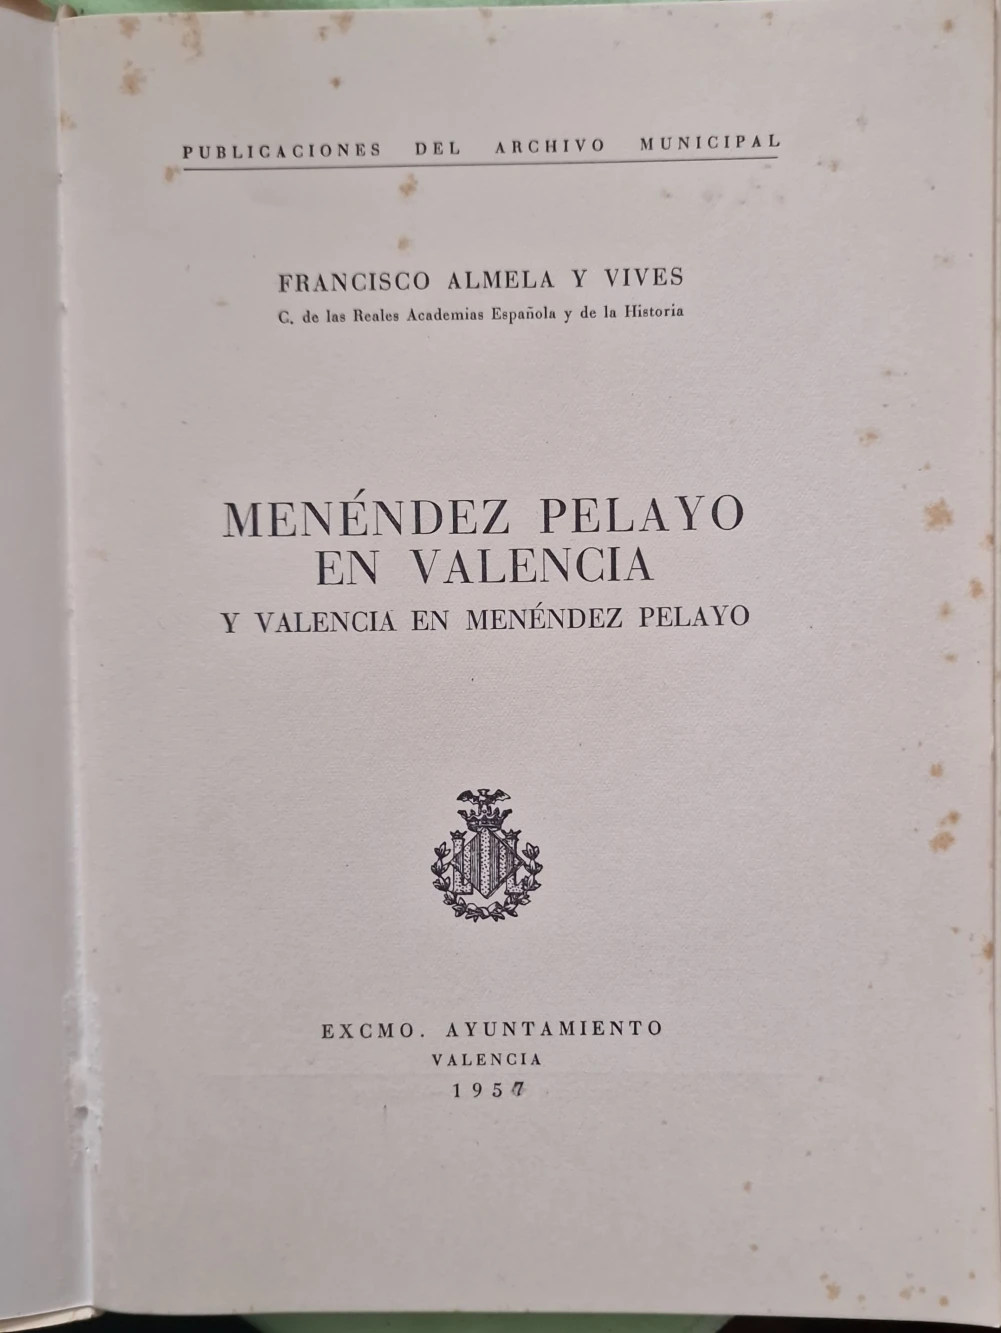 PUBLICACIONES DEL ARCHIVO MUNICIPAL
FRANCISCO ALMELA Y VIVES
C. de las Reales Academias Española y de la Historia
MENÉNDEZ PELAYO
EN VALENCIA
Y VALENCIA EN MENÉNDEZ PELAYO
EXCMO. AYUNTAMIENTO
VALENCIA
1957